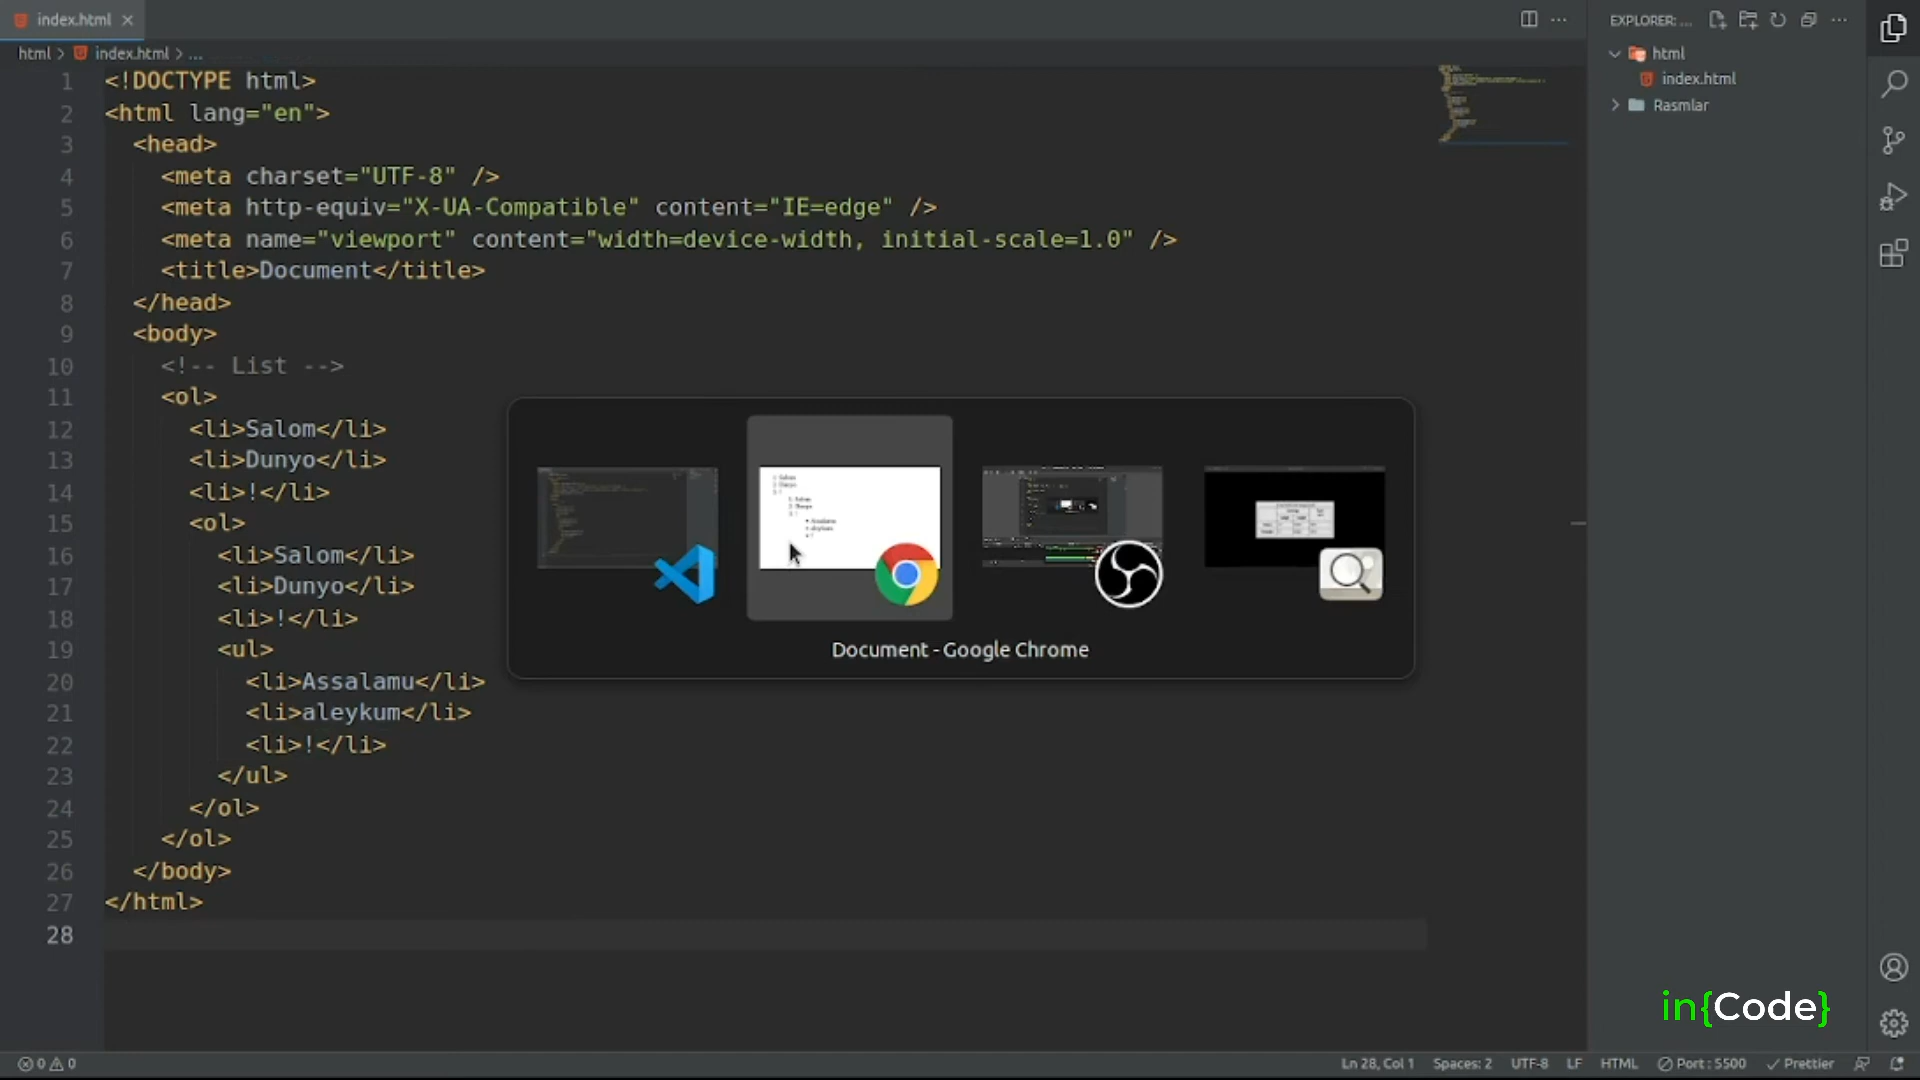 index.html
EXPLORER: ...
html > index.html > ...
html
index.html
Rasmlar
1 <!DOCTYPE html>
2 <html lang="en">
3 <head>
4 <meta charset="UTF-8" />
5 <meta http-equiv="X-UA-Compatible" content="IE=edge" />
6 <meta name="viewport" content="width=device-width, initial-scale=1.0" />
7 <title>Document</title>
8 </head>
9 <body>
10 <!-- List -->
11 <ol>
12 <li>Salom</li>
13 <li>Dunyo</li>
14 <li>!</li>
15 <ol>
16 <li>Salom</li>
17 <li>Dunyo</li>
18 <li>!</li>
19 <ul>
20 <li>Assalamu</li>
21 <li>aleykum</li>
22 <li>!</li>
23 </ul>
24 </ol>
25 </ol>
26 </body>
27 </html>
28
Document - Google Chrome
in{Code}
0 0
Ln 28, Col 1 Spaces: 2 UTF-8 LF HTML Port : 5500 Prettier